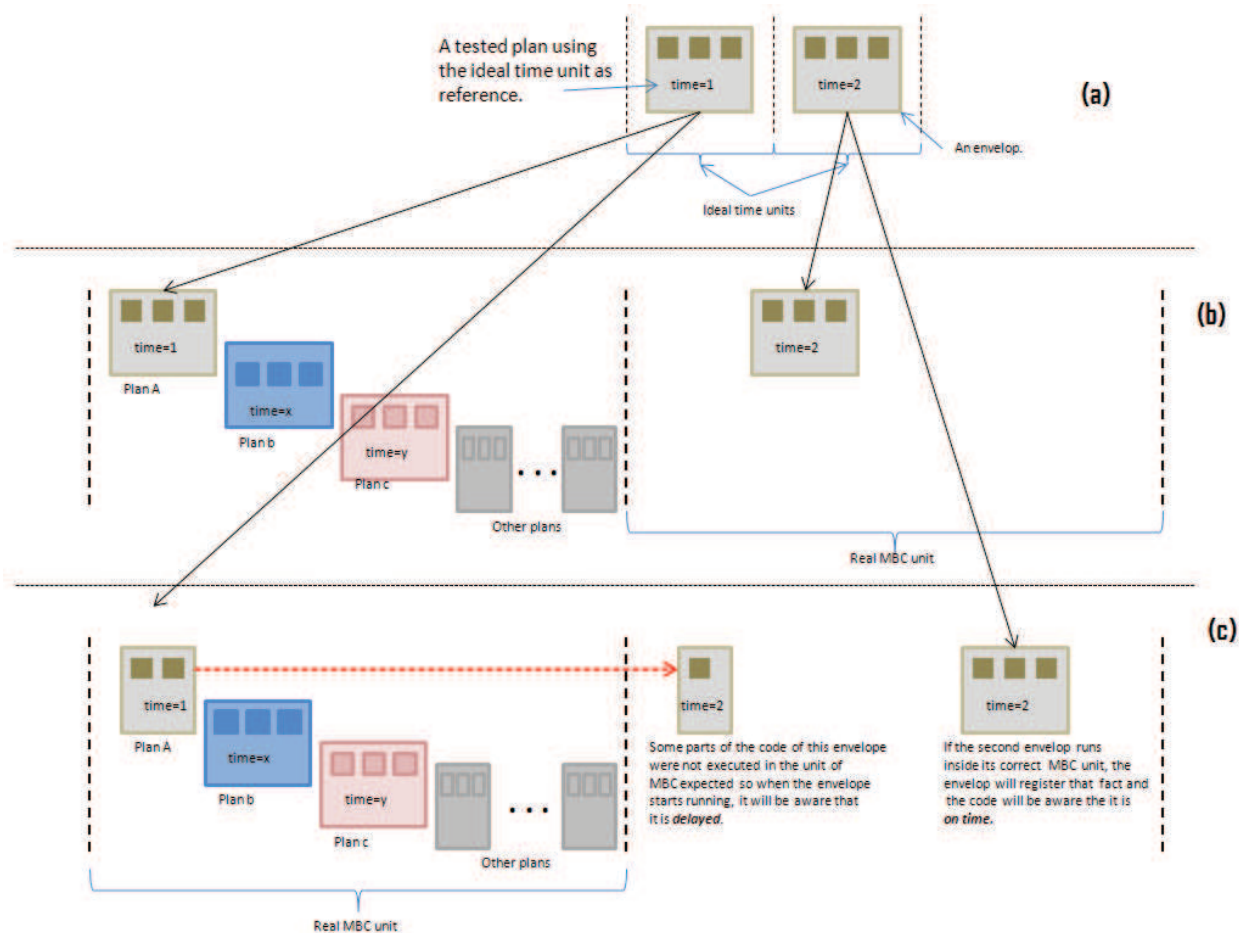 A tested plan using
the ideal time unit as
reference.
time=1
time=2
(a)
An envelop.
Ideal time units
(b)
time=1
Plan A
time=x
Plan b
time=y
Plan c
Other plans
time=2
Real MBC unit
(c)
time=1
Plan A
time=x
Plan b
time=y
Plan c
Other plans
Real MBC unit
time=2
Some parts of the code of this envelope
were not executed in the unit of
MBC expected so when the envelope
starts running, it will be aware that
it is delayed.
time=2
If the second envelop runs
inside its correct MBC unit, the
envelop will register that fact and
the code will be aware the it is
on time.